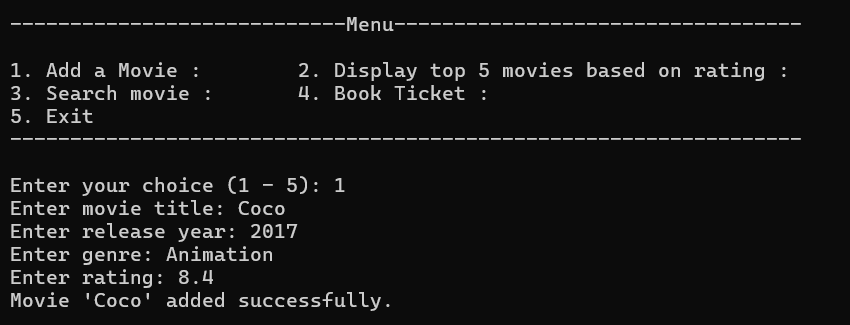 ----------------------------Menu----------------------------------
1. Add a Movie :        2. Display top 5 movies based on rating :
3. Search movie :       4. Book Ticket :
5. Exit
------------------------------------------------------------------
Enter your choice (1 - 5): 1
Enter movie title: Coco
Enter release year: 2017
Enter genre: Animation
Enter rating: 8.4
Movie 'Coco' added successfully.